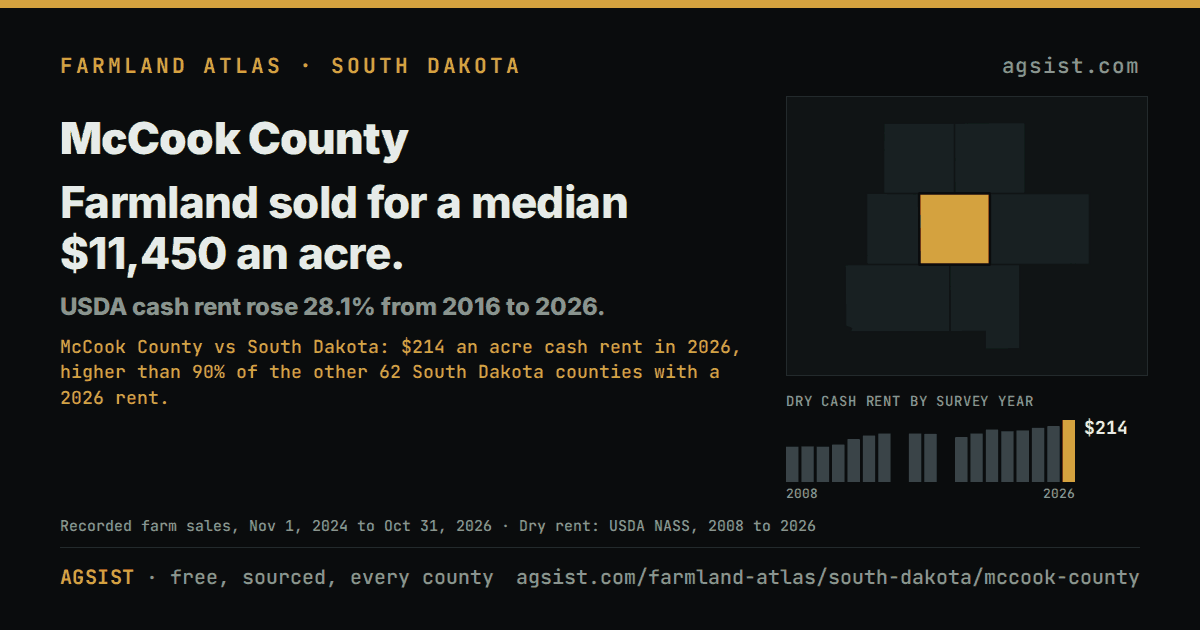 FARMLAND ATLAS · SOUTH DAKOTA
agsist.com
McCook County
Farmland sold for a median
$11,450 an acre.
USDA cash rent rose 28.1% from 2016 to 2026.
McCook County vs South Dakota: $214 an acre cash rent in 2026,
higher than 90% of the other 62 South Dakota counties with a
2026 rent.
DRY CASH RENT BY SURVEY YEAR
$214
2008
2026
Recorded farm sales, Nov 1, 2024 to Oct 31, 2026 · Dry rent: USDA NASS, 2008 to 2026
AGSIST · free, sourced, every county
agsist.com/farmland-atlas/south-dakota/mccook-county